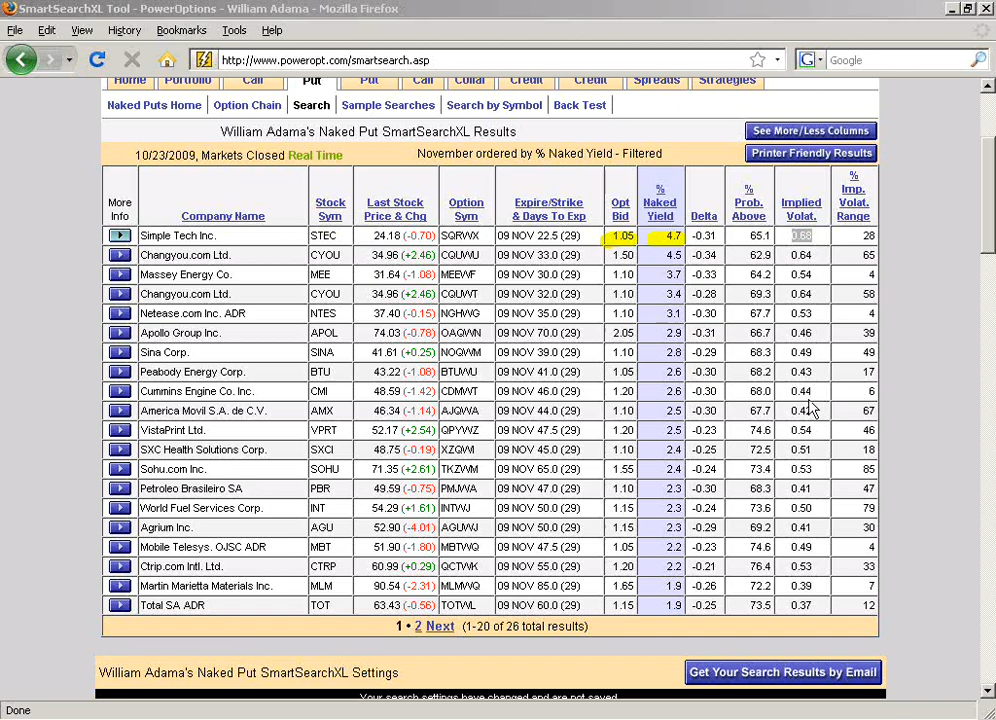 SmartSearchXL Tool - PowerOptions - William Adama - Mozilla Firefox
File Edit View History Bookmarks Tools Help
http://www.poweropt.com/smartsearch.asp Google
Home Portfolio Call Put Put Call Collar Credit Credit Spreads Strategies
Naked Puts Home Option Chain Search Sample Searches Search by Symbol Back Test
William Adama's Naked Put SmartSearchXL Results See More/Less Columns
10/23/2009, Markets Closed Real Time November ordered by % Naked Yield - Filtered Printer Friendly Results
More Info Company Name Stock Sym Last Stock Price & Chg Option Sym Expire/Strike & Days To Exp Opt Bid % Naked Yield Delta % Prob. Above Implied Volat. % Imp. Volat. Range
Simple Tech Inc. STEC 24.18 (-0.70) SQRWX 09 NOV 22.5 (29) 1.05 4.7 -0.31 65.1 0.68 28
Changyou.com Ltd. CYOU 34.96 (+2.46) CQUWU 09 NOV 33.0 (29) 1.50 4.5 -0.34 62.9 0.64 65
Massey Energy Co. MEE 31.64 (-1.08) MEEWF 09 NOV 30.0 (29) 1.10 3.7 -0.33 64.2 0.54 4
Changyou.com Ltd. CYOU 34.96 (+2.46) CQUWT 09 NOV 32.0 (29) 1.10 3.4 -0.28 69.3 0.64 58
Netease.com Inc. ADR NTES 37.40 (-0.15) NGHWG 09 NOV 35.0 (29) 1.10 3.1 -0.30 67.7 0.53 4
Apollo Group Inc. APOL 74.03 (-0.78) OAQWN 09 NOV 70.0 (29) 2.05 2.9 -0.31 66.7 0.46 39
Sina Corp. SINA 41.61 (+0.25) NOQWM 09 NOV 39.0 (29) 1.10 2.8 -0.29 68.3 0.49 49
Peabody Energy Corp. BTU 43.22 (-1.08) BTUWU 09 NOV 41.0 (29) 1.05 2.6 -0.30 68.2 0.43 17
Cummins Engine Co. Inc. CMI 48.59 (-1.42) CDMWT 09 NOV 46.0 (29) 1.20 2.6 -0.30 68.0 0.44 6
America Movil S.A. de C.V. AMX 46.34 (-1.14) AJQWA 09 NOV 44.0 (29) 1.10 2.5 -0.30 67.7 67
VistaPrint Ltd. VPRT 52.17 (+2.54) QTPWW 09 NOV 47.5 (29) 1.20 2.5 -0.23 74.6 0.54 46
SXC Health Solutions Corp. SXCI 48.75 (-0.19) XZQWI 09 NOV 45.0 (29) 1.10 2.4 -0.25 72.5 0.51 18
Sohu.com Inc. SOHU 71.35 (+2.61) TKZWM 09 NOV 65.0 (29) 1.55 2.4 -0.24 73.4 0.53 85
Petroleo Brasileiro SA PBR 49.59 (-0.75) PMJWA 09 NOV 47.0 (29) 1.10 2.3 -0.30 68.3 0.41 47
World Fuel Services Corp. INT 54.29 (+1.61) INTWJ 09 NOV 50.0 (29) 1.15 2.3 -0.24 73.6 0.50 79
Agrium Inc. AGU 52.90 (-4.01) AGUWJ 09 NOV 50.0 (29) 1.15 2.3 -0.29 69.2 0.41 30
Mobile Telesys. OJSC ADR MBT 51.90 (-1.80) MBTWQ 09 NOV 47.5 (29) 1.05 2.2 -0.23 74.6 0.49 4
Ctrip.com Intl. Ltd. CTRP 60.99 (+0.29) QCTWK 09 NOV 55.0 (29) 1.20 2.2 -0.21 76.4 0.53 33
Martin Marietta Materials Inc. MLM 90.54 (-2.31) MLMWQ 09 NOV 85.0 (29) 1.65 1.9 -0.26 72.2 0.39 7
Total SA ADR TOT 63.43 (-0.56) TOTWL 09 NOV 60.0 (29) 1.15 1.9 -0.25 73.5 0.37 12
1 • 2 Next (1-20 of 26 total results)
William Adama's Naked Put SmartSearchXL Settings Get Your Search Results by Email
Your search settings have changed and are not saved
Done